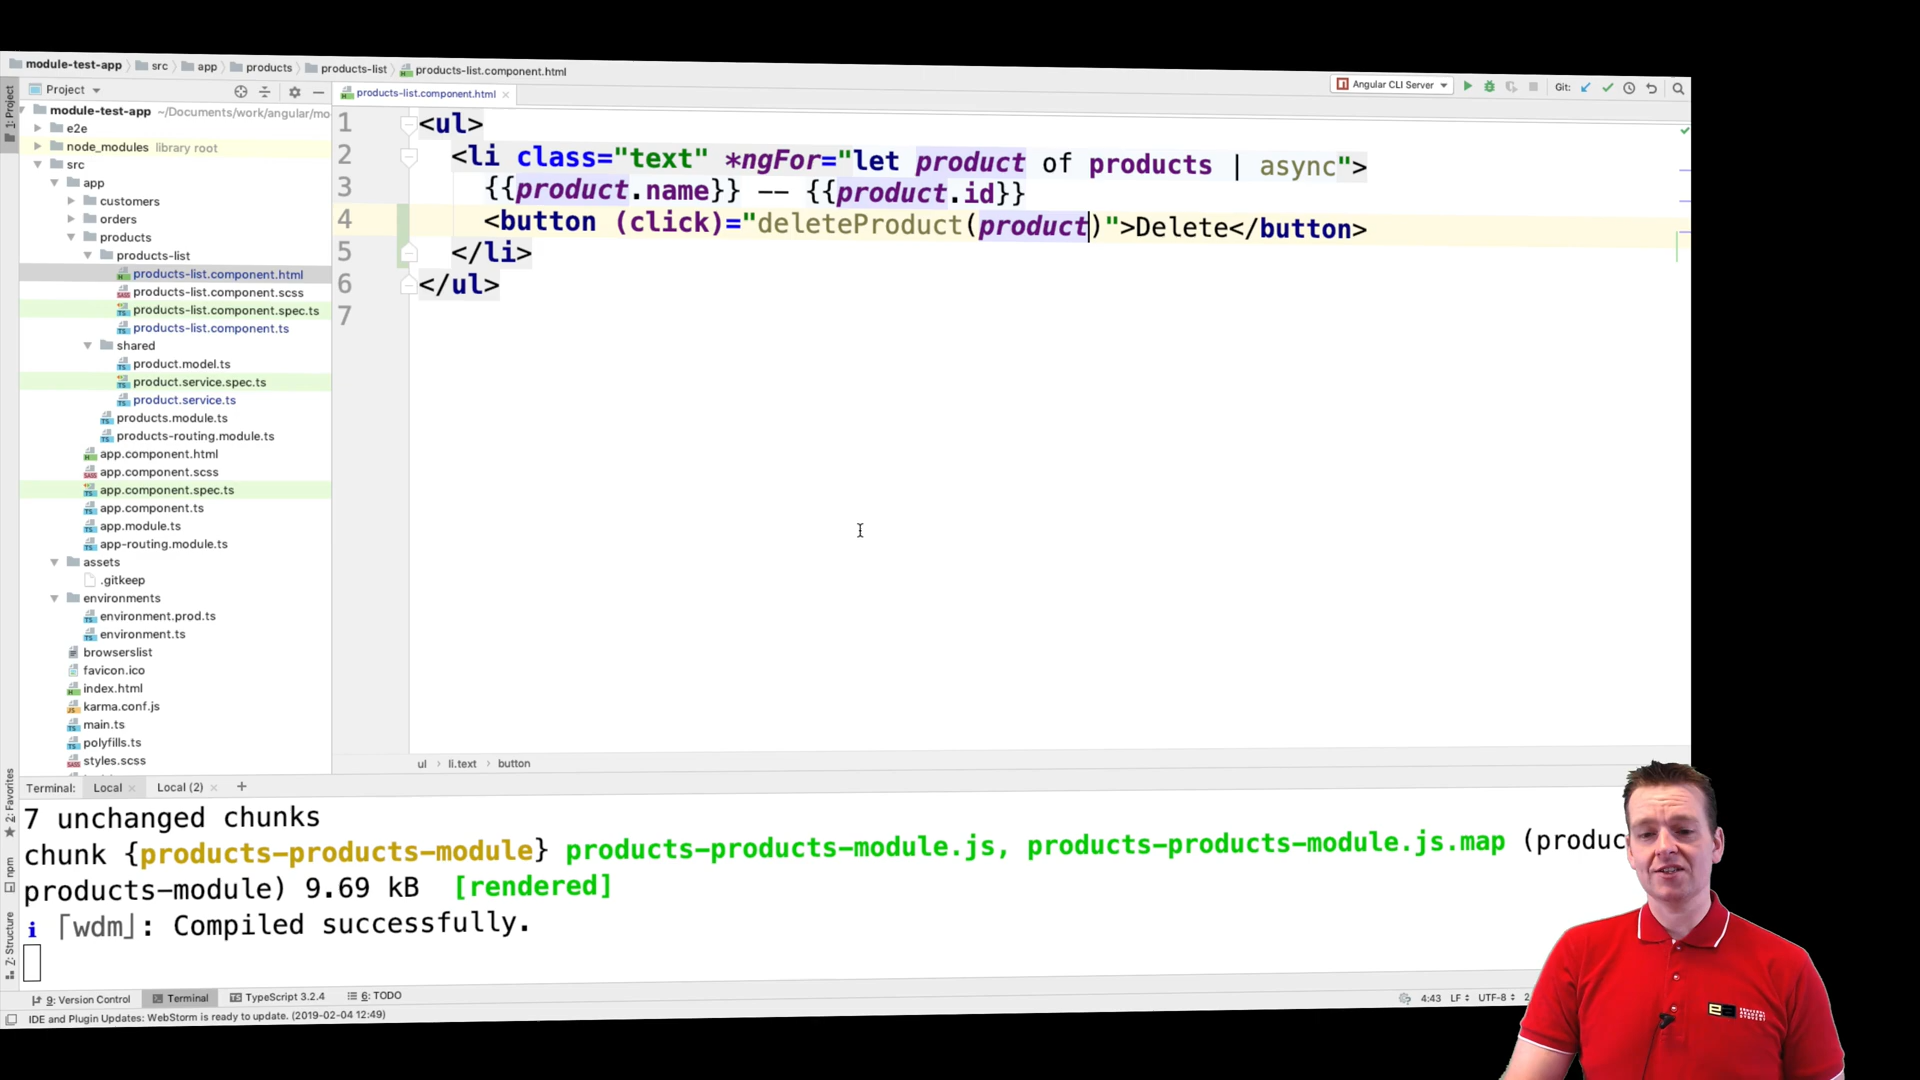 module-test-app src app products products-list products-list.component.html
Angular CLI Server Git:
1: Project
Project
products-list.component.html
module-test-app ~/Documents/work/angular/mo
e2e
node_modules library root
src
app
customers
orders
products
products-list
products-list.component.html
products-list.component.scss
products-list.component.spec.ts
products-list.component.ts
shared
product.model.ts
product.service.spec.ts
product.service.ts
products.module.ts
products-routing.module.ts
app.component.html
app.component.scss
app.component.spec.ts
app.component.ts
app.module.ts
app-routing.module.ts
assets
.gitkeep
environments
environment.prod.ts
environment.ts
browserslist
favicon.ico
index.html
karma.conf.js
main.ts
polyfills.ts
styles.scss
1 <ul>
2 <li class="text" *ngFor="let product of products | async">
3 {{product.name}} -- {{product.id}}
4 <button (click)="deleteProduct(product)">Delete</button>
5 </li>
6 </ul>
7
ul › li.text › button
2: Favorites
npm
Z: Structure
Terminal: Local × Local (2) × +
7 unchanged chunks
chunk {products-products-module} products-products-module.js, products-products-module.js.map (produc
products-module) 9.69 kB [rendered]
i ｢wdm｣: Compiled successfully.
9: Version Control Terminal TypeScript 3.2.4 6: TODO
4:43 LF UTF-8 2
IDE and Plugin Updates: WebStorm is ready to update. (2019-02-04 12:49)